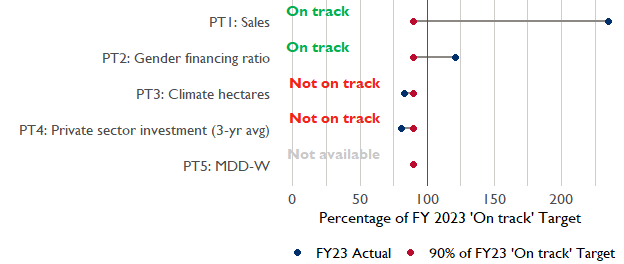 On track
PT1: Sales
On track
PT2: Gender financing ratio
Not on track
PT3: Climate hectares
Not on track
PT4: Private sector investment (3-yr avg)
Not available
PT5: MDD-W
0 50 100 150 200
Percentage of FY 2023 'On track' Target
FY23 Actual 90% of FY23 'On track' Target